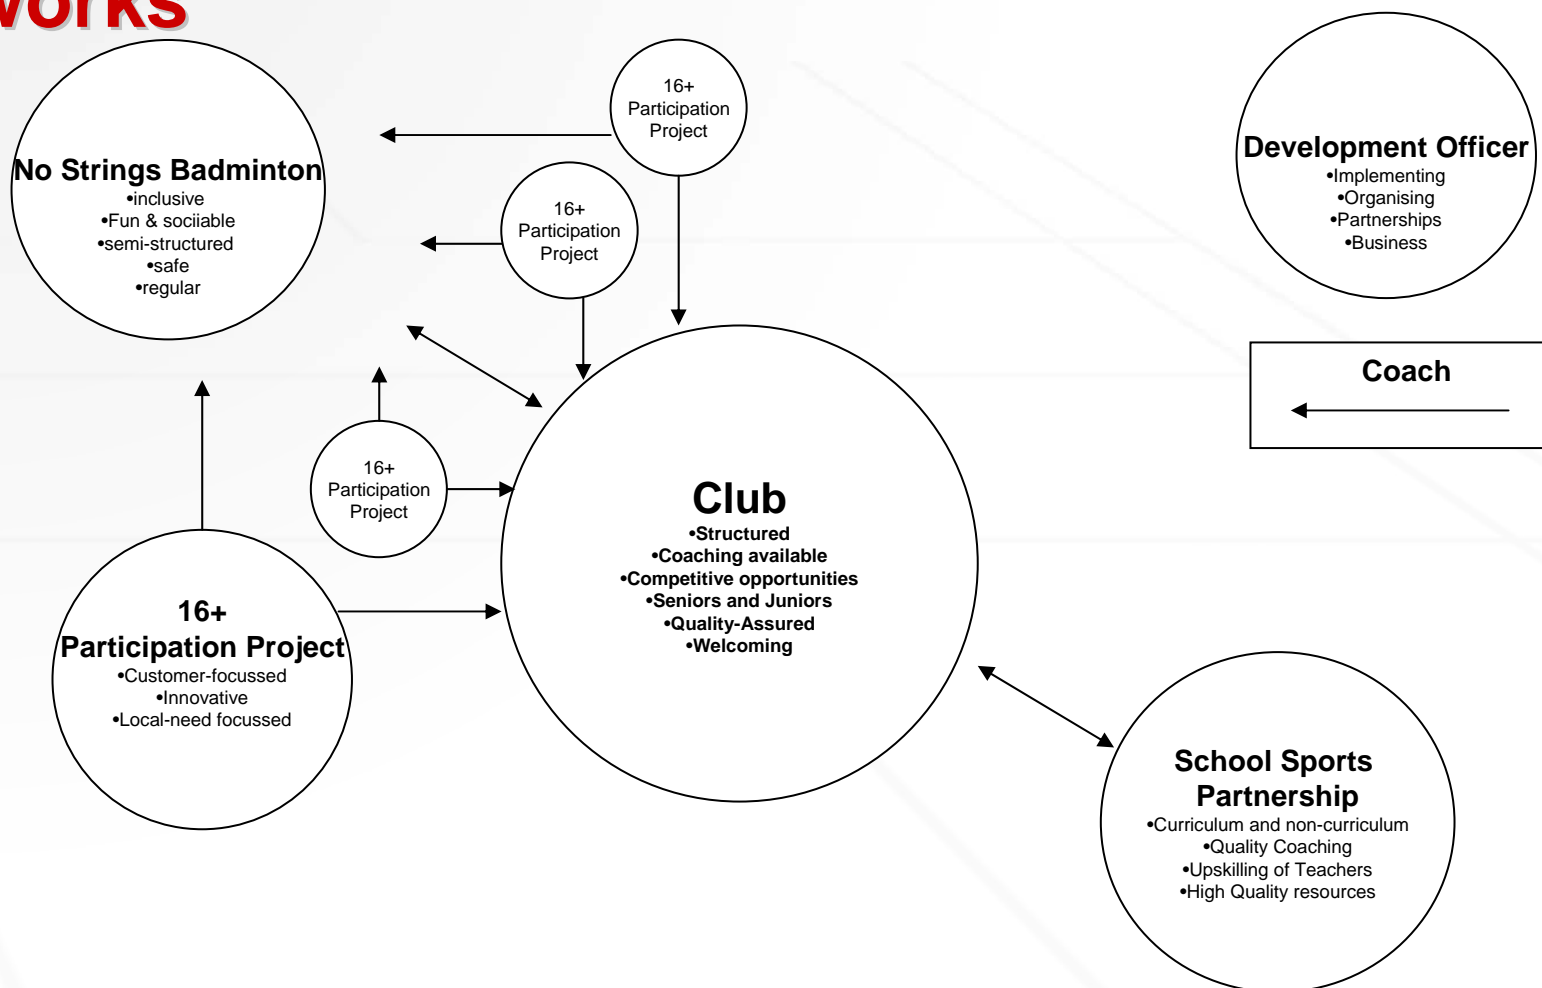 works
No Strings Badminton
•inclusive
•Fun & sociiable
•semi-structured
•safe
•regular
16+
Participation
Project
16+
Participation
Project
Development Officer
•Implementing
•Organising
•Partnerships
•Business
Coach
16+
Participation
Project
Club
•Structured
•Coaching available
•Competitive opportunities
•Seniors and Juniors
•Quality-Assured
•Welcoming
16+
Participation Project
•Customer-focussed
•Innovative
•Local-need focussed
School Sports
Partnership
•Curriculum and non-curriculum
•Quality Coaching
•Upskilling of Teachers
•High Quality resources